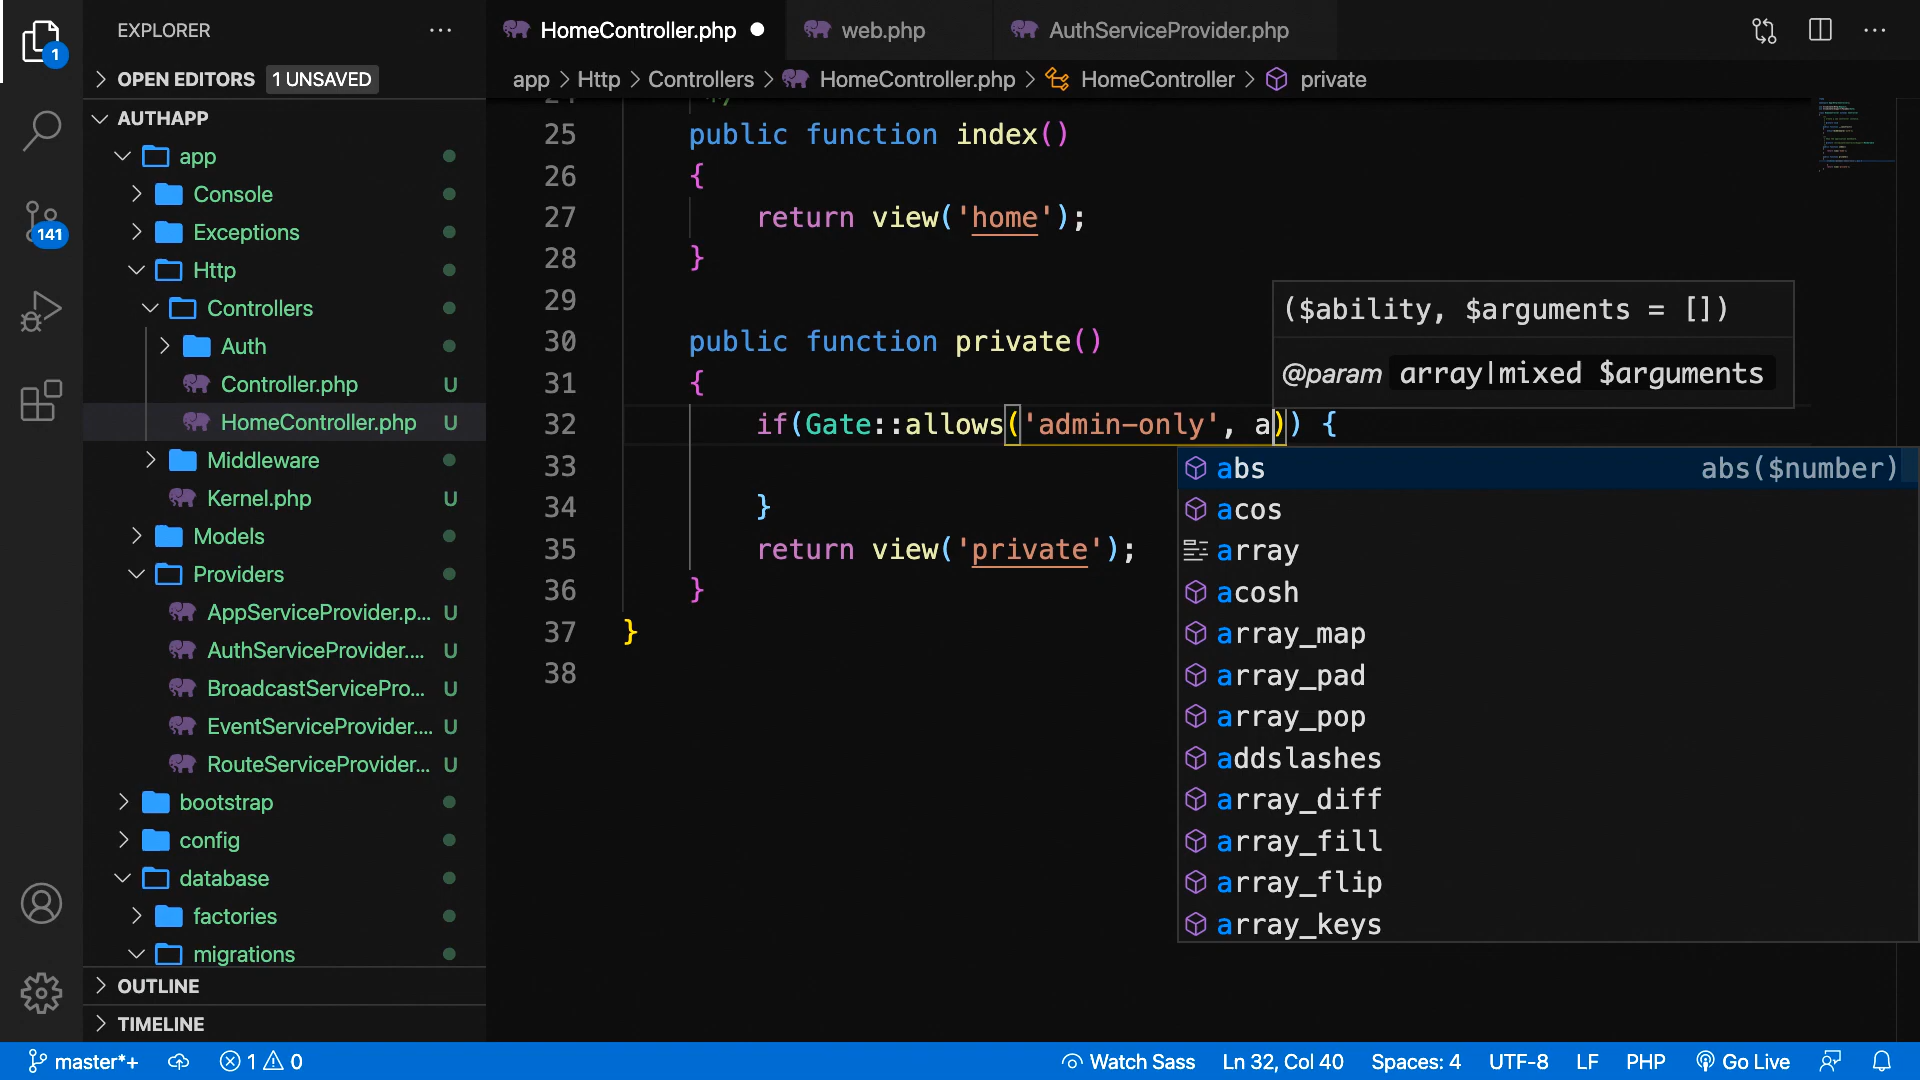 EXPLORER
HomeController.php
web.php
AuthServiceProvider.php
1
OPEN EDITORS 1 UNSAVED
app > Http > Controllers > HomeController.php > HomeController > private
AUTHAPP
app
Console
Exceptions
Http
Controllers
Auth
Controller.php U
HomeController.php U
Middleware
Kernel.php U
Models
Providers
AppServiceProvider.p... U
AuthServiceProvider.... U
BroadcastServicePro... U
EventServiceProvider.... U
RouteServiceProvider... U
bootstrap
config
database
factories
migrations
OUTLINE
TIMELINE
141
24 */
25 public function index()
26 {
27 return view('home');
28 }
29
30 public function private()
31 {
32 if(Gate::allows('admin-only', a)) {
33
34 }
35 return view('private');
36 }
37 }
38
($ability, $arguments = [])
@param array|mixed $arguments
abs abs($number)
acos
array
acosh
array_map
array_pad
array_pop
addslashes
array_diff
array_fill
array_flip
array_keys
master*+ 1 0 Watch Sass Ln 32, Col 40 Spaces: 4 UTF-8 LF PHP Go Live